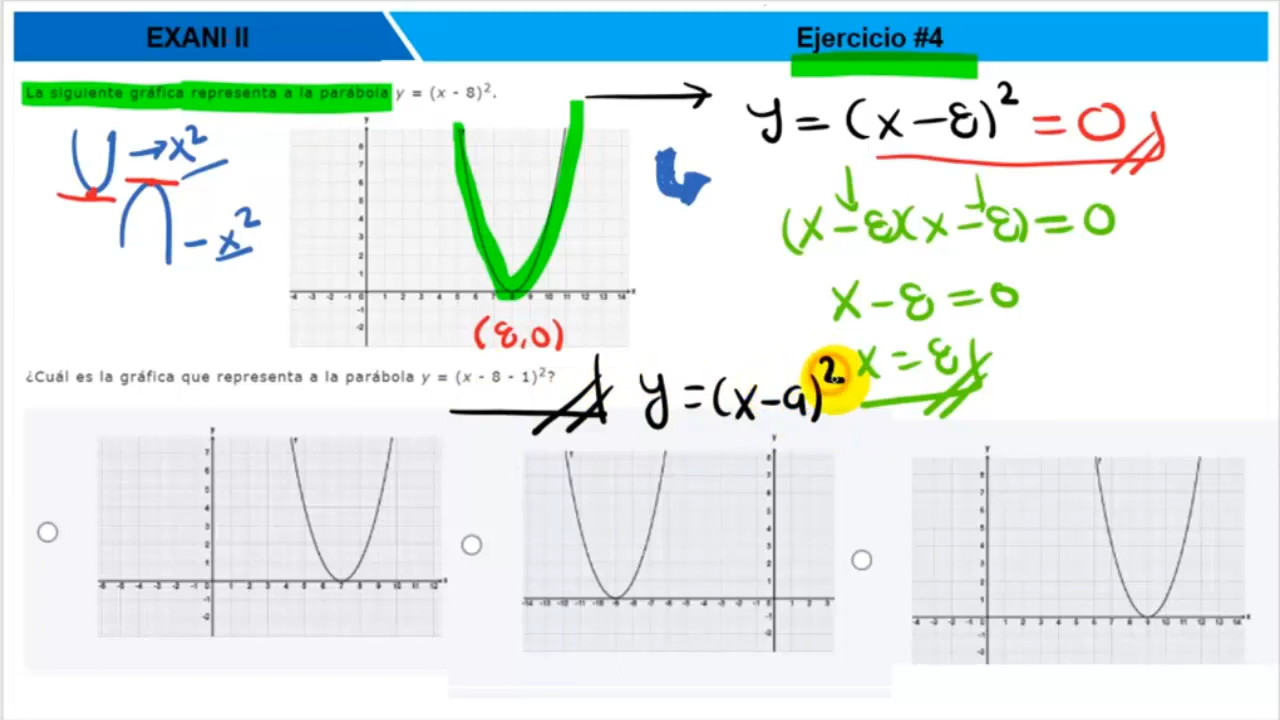 EXANI II
Ejercicio #4
La siguiente gráfica representa a la parábola y = (x - 8)².
y = (x - 8)² = 0
→ x²
- x²
(x - 8)(x - 8) = 0
x - 8 = 0
x = 8
(8,0)
¿Cuál es la gráfica que representa a la parábola y = (x - 8 - 1)²?
y = (x - 9)²